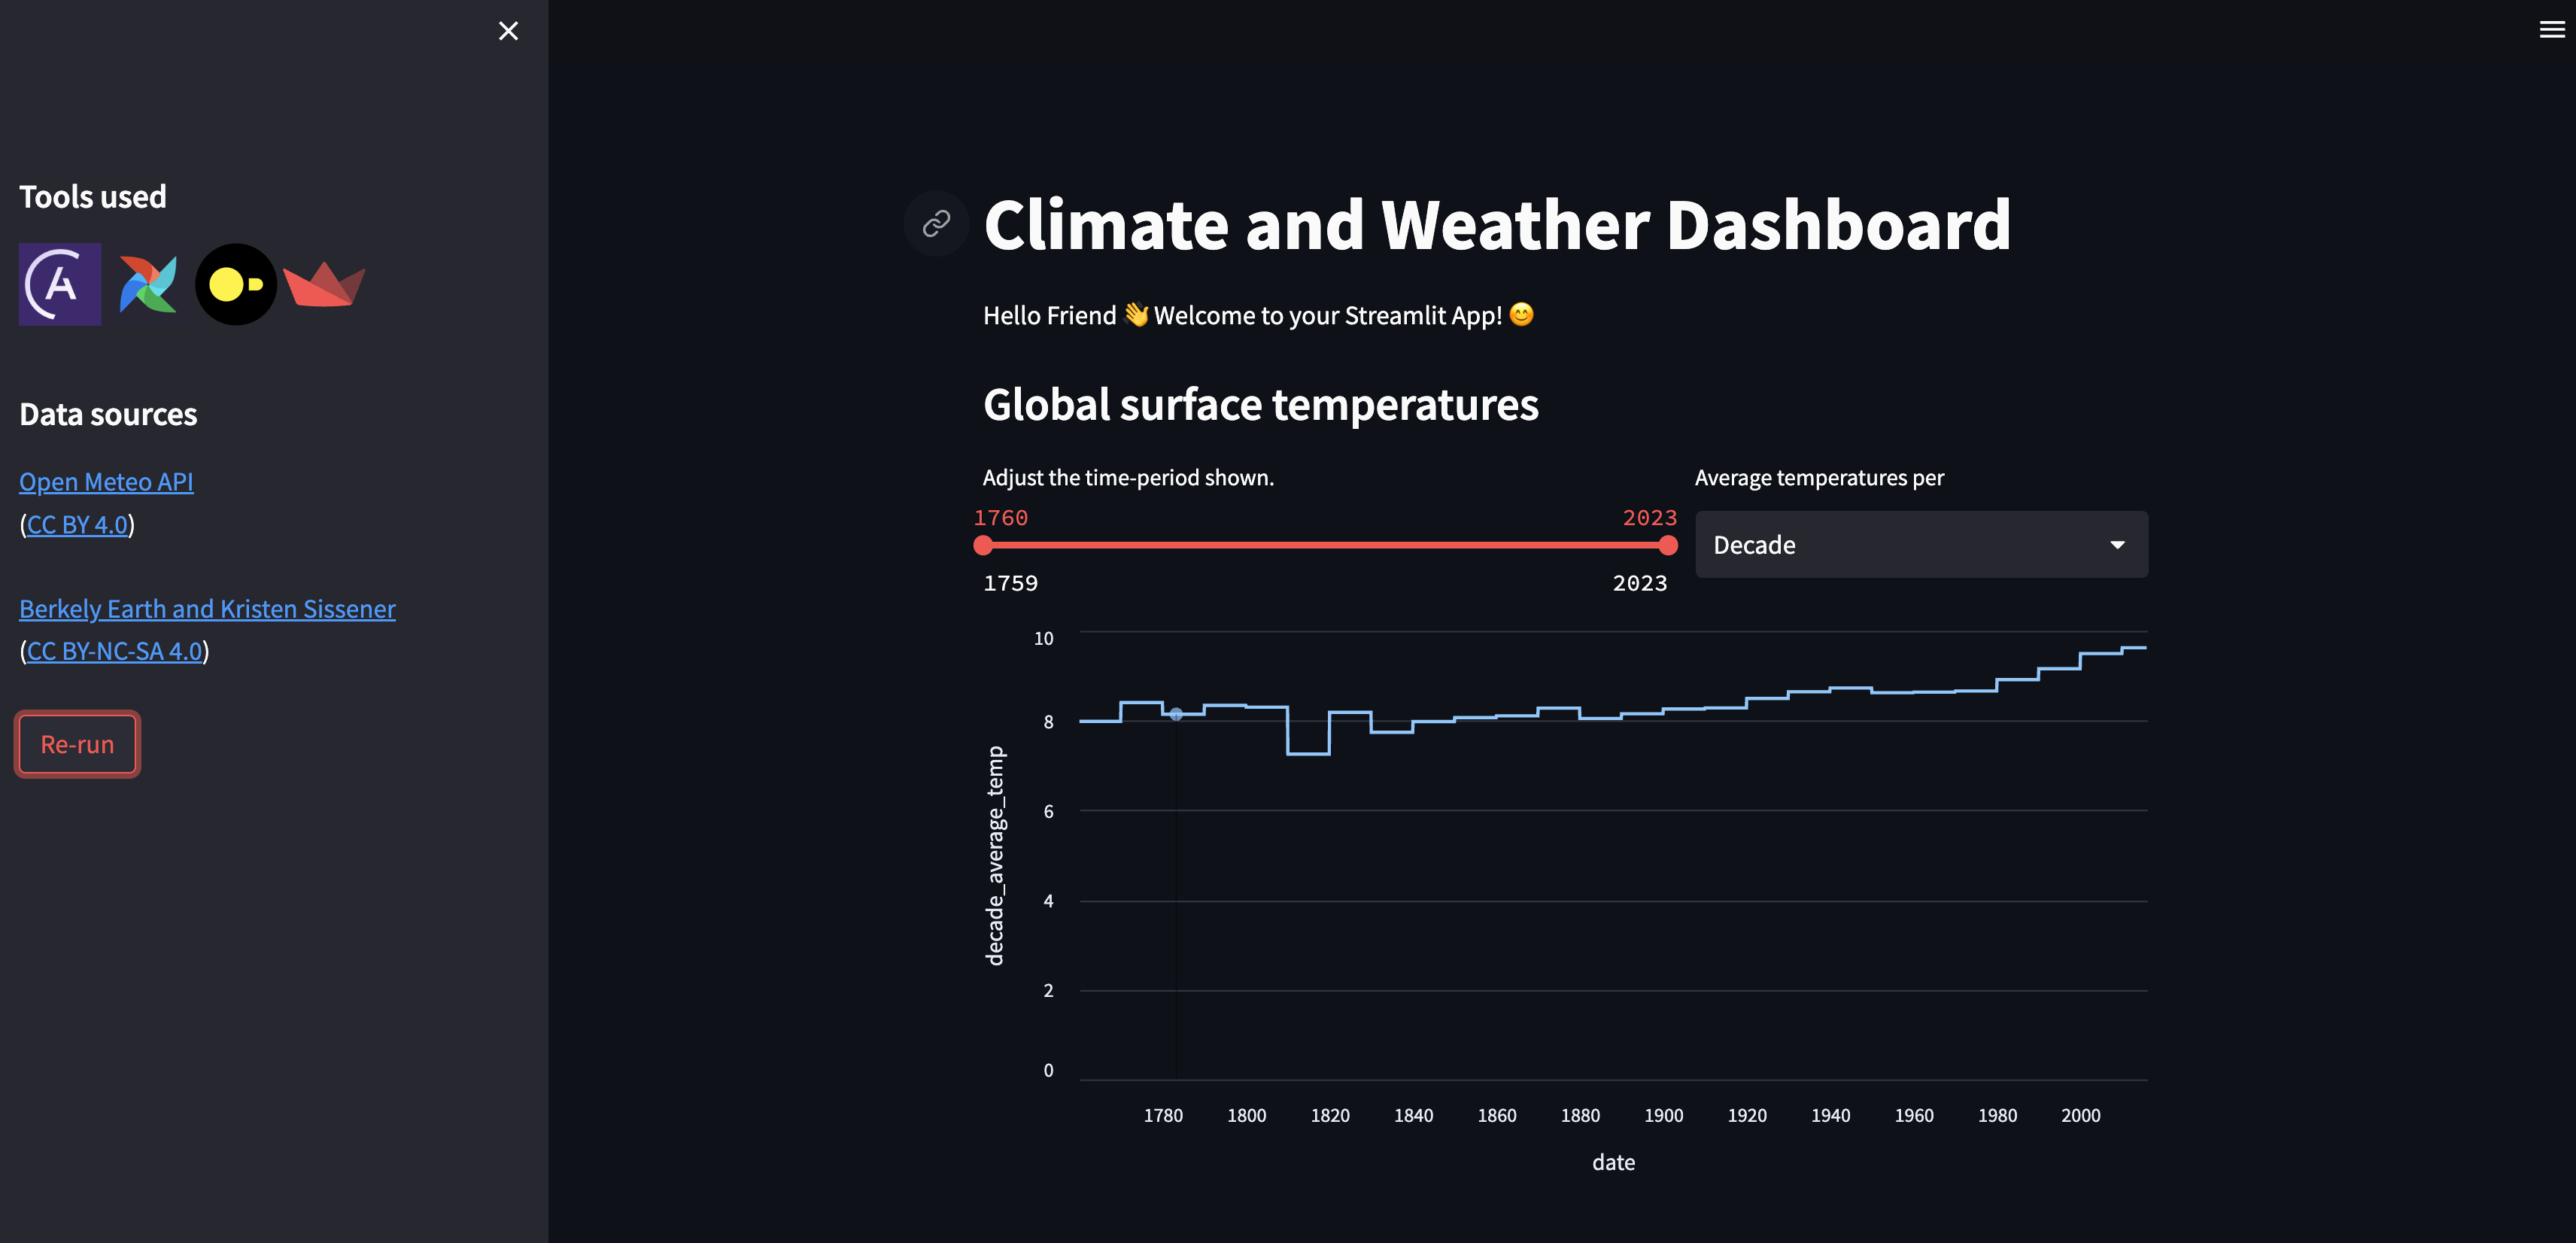 Tools used
Data sources
Open Meteo API
(CC BY 4.0)
Berkely Earth and Kristen Sissener
(CC BY-NC-SA 4.0)
Re-run
Climate and Weather Dashboard
Hello Friend 👋 Welcome to your Streamlit App! 😊
Global surface temperatures
Adjust the time-period shown.
1760 2023
1759 2023
Average temperatures per
Decade
10
8
6
4
2
0
decade_average_temp
1780 1800 1820 1840 1860 1880 1900 1920 1940 1960 1980 2000
date